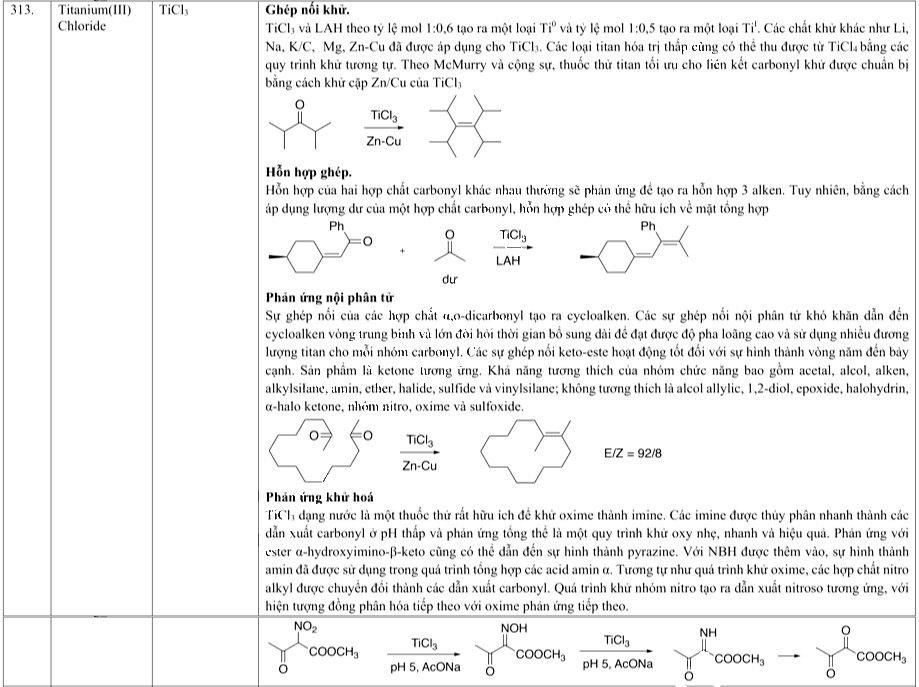 313.
Titanium(III)
Chloride
TiCl3
Ghép nối khử.
TiCl3 và LAH theo tỷ lệ mol 1:0,6 tạo ra một loại Ti0 và tỷ lệ mol 1:0,5 tạo ra một loại TiI. Các chất khử khác như Li,
Na, K/C, Mg, Zn-Cu đã được áp dụng cho TiCl3. Các loại titan hóa trị thấp cũng có thể thu được từ TiCl4 bằng các
quy trình khử tương tự. Theo McMurry và cộng sự, thuốc thử titan tối ưu cho liên kết carbonyl khử được chuẩn bị
bằng cách khử cặp Zn/Cu của TiCl3
O
TiCl3
Zn-Cu
Hỗn hợp ghép.
Hỗn hợp của hai hợp chất carbonyl khác nhau thường sẽ phản ứng để tạo ra hỗn hợp 3 alken. Tuy nhiên, bằng cách
áp dụng lượng dư của một hợp chất carbonyl, hỗn hợp ghép có thể hữu ích về mặt tổng hợp
Ph
O
+
O
dư
TiCl3
LAH
Ph
Phản ứng nội phân tử
Sự ghép nối của các hợp chất α,ω-dicarbonyl tạo ra cycloalken. Các sự ghép nối nội phân tử khó khăn dẫn đến
cycloalken vòng trung bình và lớn đòi hỏi thời gian bổ sung dài để đạt được độ pha loãng cao và sử dụng nhiều đương
lượng titan cho mỗi nhóm carbonyl. Các sự ghép nối keto-este hoạt động tốt đối với sự hình thành vòng năm đến bảy
cạnh. Sản phẩm là ketone tương ứng. Khả năng tương thích của nhóm chức năng bao gồm acetal, alcol, alken,
alkylsilane, amin, ether, halide, sulfide và vinylsilane; không tương thích là alcol allylic, 1,2-diol, epoxide, halohydrin,
α-halo ketone, nhóm nitro, oxime và sulfoxide.
O
O
TiCl3
Zn-Cu
E/Z = 92/8
Phản ứng khử hoá
TiCl3 dạng nước là một thuốc thử rất hữu ích để khử oxime thành imine. Các imine được thủy phân nhanh thành các
dẫn xuất carbonyl ở pH thấp và phản ứng tổng thể là một quy trình khử oxy nhẹ, nhanh và hiệu quả. Phản ứng với
ester α-hydroxyimino-β-keto cũng có thể dẫn đến sự hình thành pyrazine. Với NBH được thêm vào, sự hình thành
amin đã được sử dụng trong quá trình tổng hợp các acid amin α. Tương tự như quá trình khử oxime, các hợp chất nitro
alkyl được chuyển đổi thành các dẫn xuất carbonyl. Quá trình khử nhóm nitro tạo ra dẫn xuất nitroso tương ứng, với
hiện tượng đồng phân hóa tiếp theo với oxime phản ứng tiếp theo.
NO2
COOCH3
O
TiCl3
pH 5, AcONa
NOH
COOCH3
O
TiCl3
pH 5, AcONa
NH
COOCH3
O
O
COOCH3
O